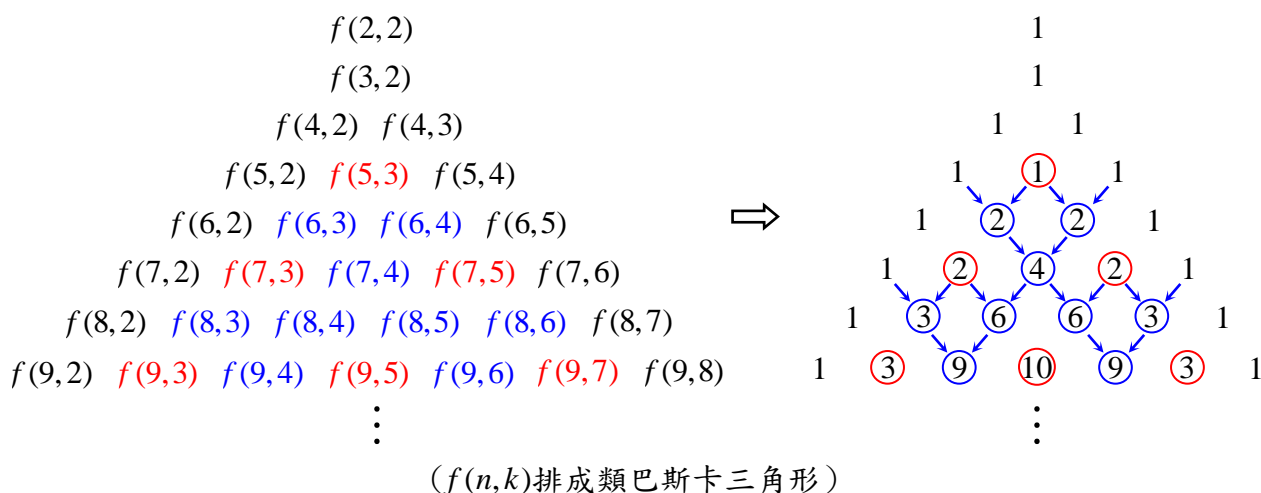 f(2,2) 1
f(3,2) 1
f(4,2) f(4,3) 1 1
f(5,2) f(5,3) f(5,4) 1 1 1
f(6,2) f(6,3) f(6,4) f(6,5) ⇨ 1 2 2 1
f(7,2) f(7,3) f(7,4) f(7,5) f(7,6) 1 2 4 2 1
f(8,2) f(8,3) f(8,4) f(8,5) f(8,6) f(8,7) 1 3 6 6 3 1
f(9,2) f(9,3) f(9,4) f(9,5) f(9,6) f(9,7) f(9,8) 1 3 9 10 9 3 1
⋮ ⋮
（f(n,k)排成類巴斯卡三角形）